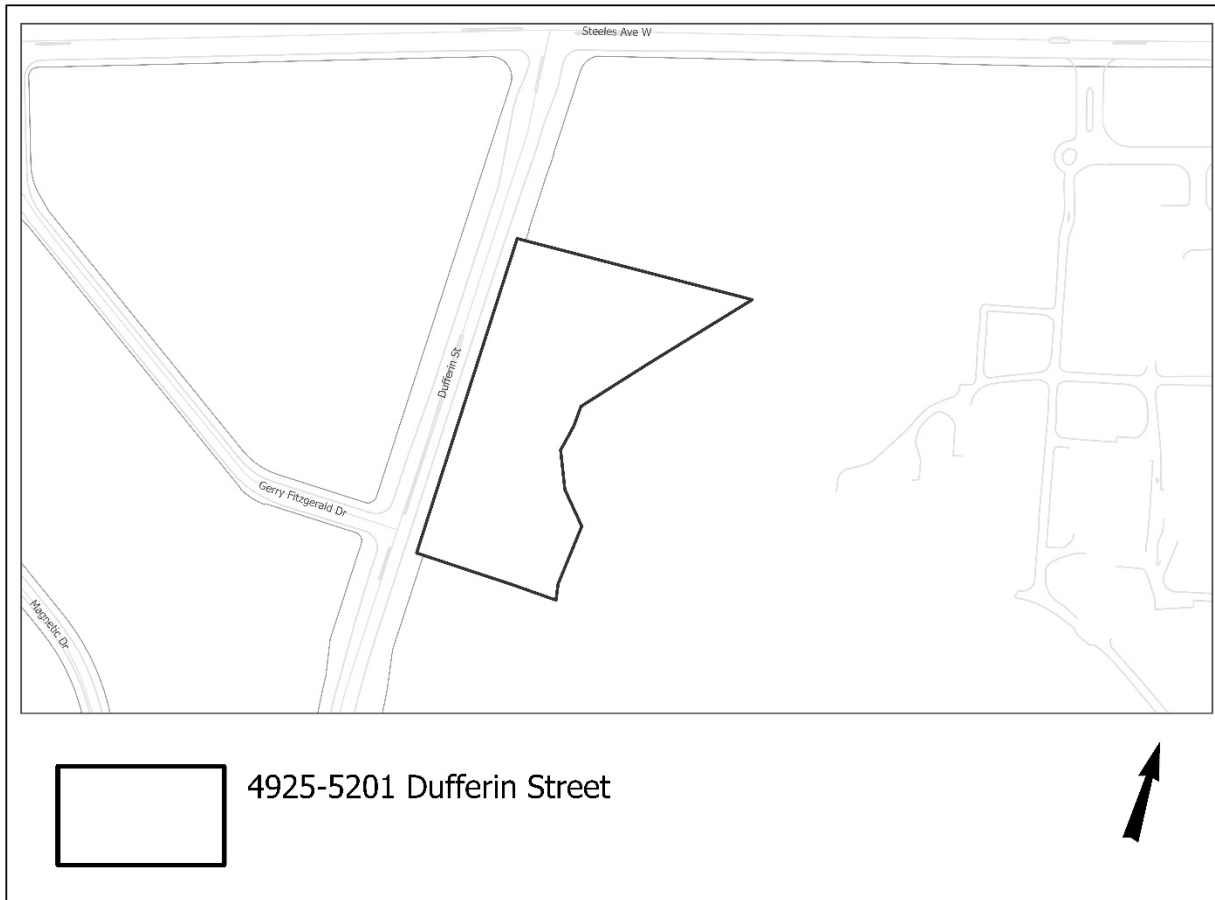 Steeles Ave W
Dufferin St
Gerry Fitzgerald Dr
Magnetic Dr
4925-5201 Dufferin Street